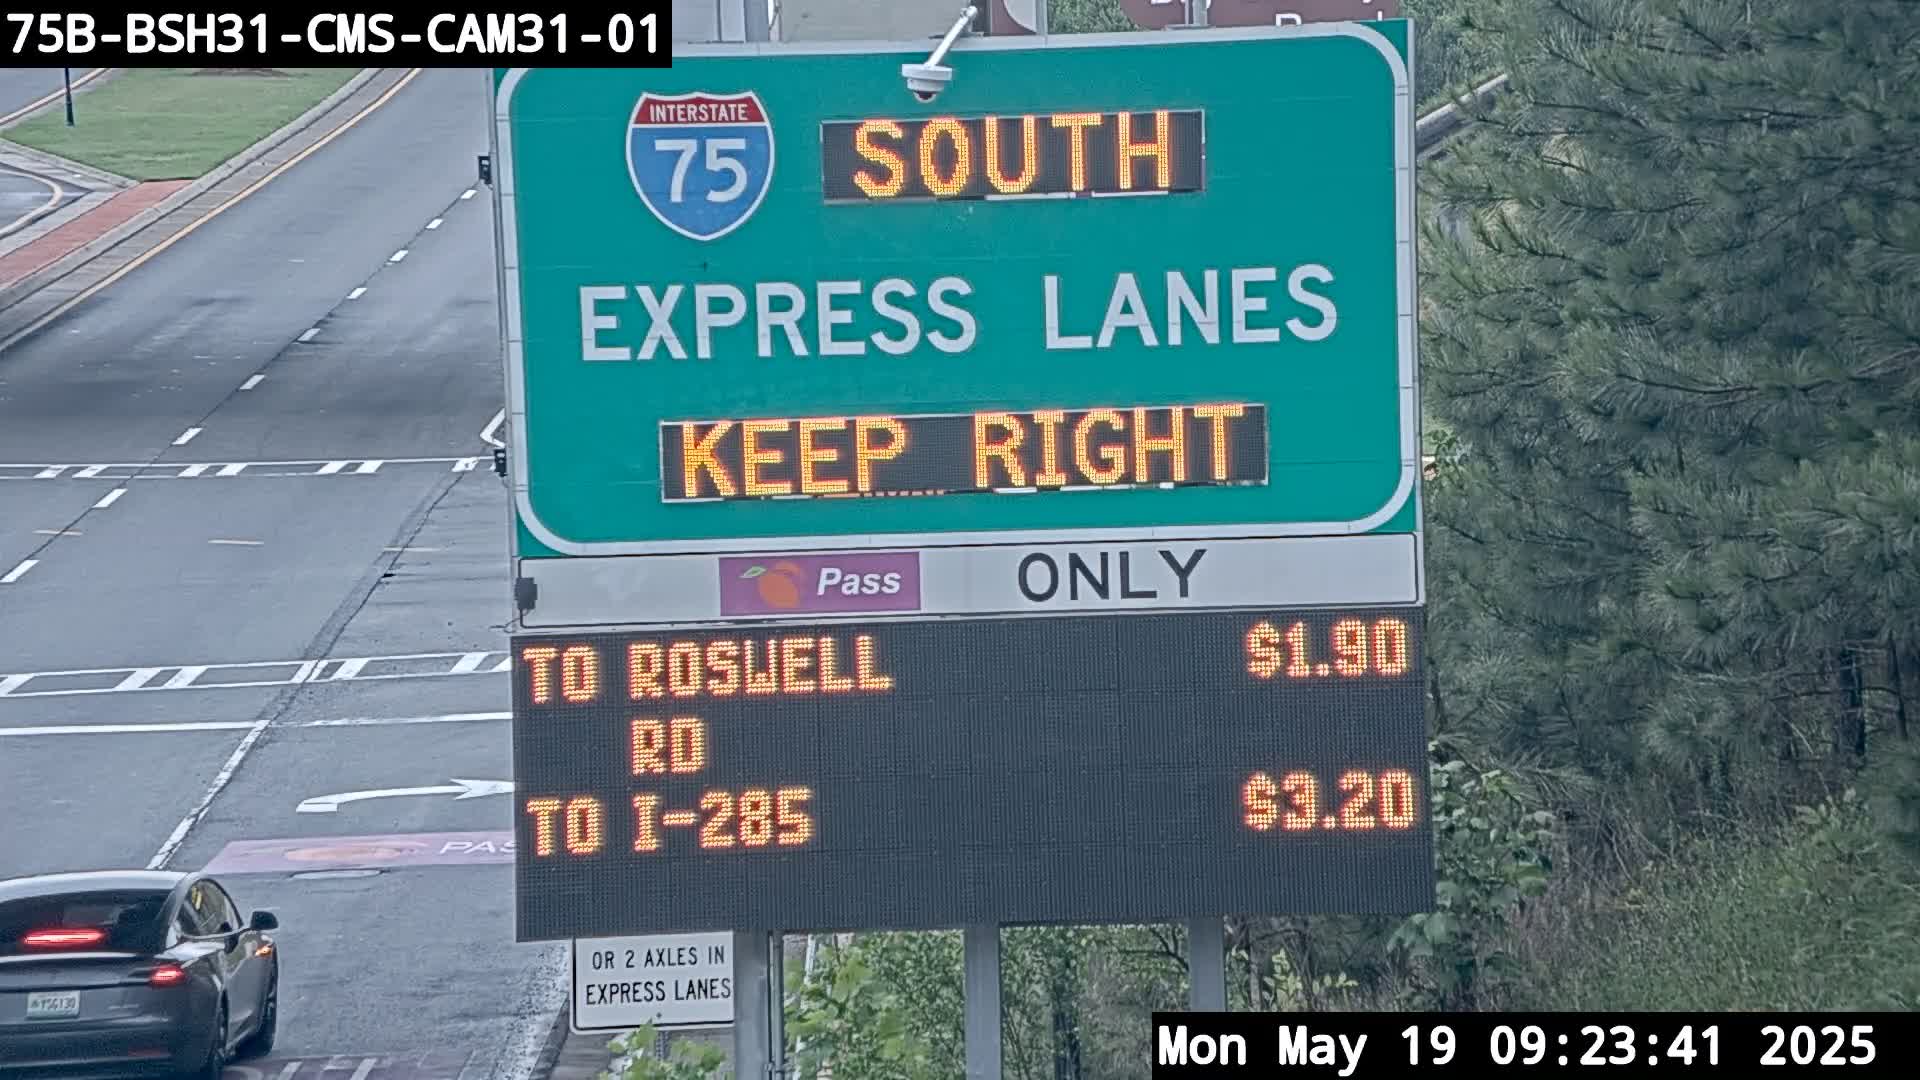 75B-BSH31-CMS-CAM31-01
INTERSTATE
75
SOUTH
EXPRESS LANES
KEEP RIGHT
Pass ONLY
TO ROSWELL $1.90
RD
TO I-285 $3.20
OR 2 AXLES IN
EXPRESS LANES
Mon May 19 09:23:41 2025